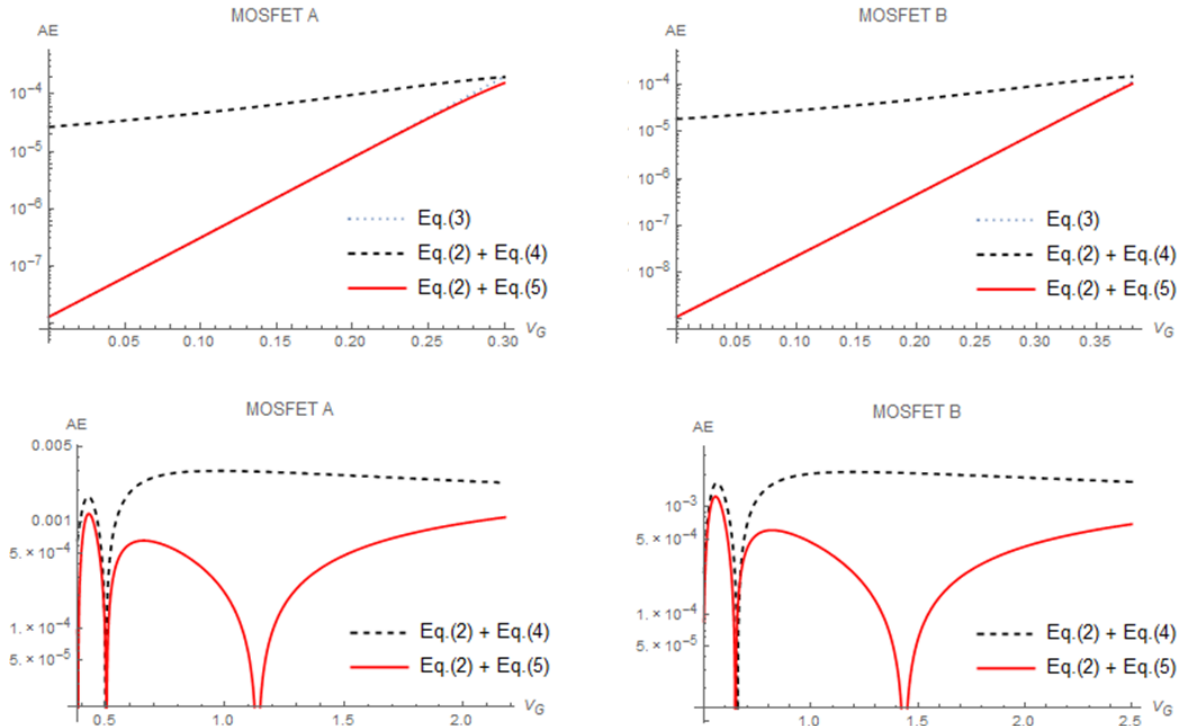 MOSFET A
AE
10⁻⁴
10⁻⁵
10⁻⁶
10⁻⁷
Eq.(3)
Eq.(2) + Eq.(4)
Eq.(2) + Eq.(5)
0.05 0.10 0.15 0.20 0.25 0.30 V_G
MOSFET B
AE
10⁻⁴
10⁻⁵
10⁻⁶
10⁻⁷
10⁻⁸
Eq.(3)
Eq.(2) + Eq.(4)
Eq.(2) + Eq.(5)
0.05 0.10 0.15 0.20 0.25 0.30 0.35 V_G
MOSFET A
AE
0.005
0.001
5. × 10⁻⁴
1. × 10⁻⁴
5. × 10⁻⁵
Eq.(2) + Eq.(4)
Eq.(2) + Eq.(5)
0.5 1.0 1.5 2.0 V_G
MOSFET B
AE
10⁻³
5. × 10⁻⁴
1. × 10⁻⁴
5. × 10⁻⁵
Eq.(2) + Eq.(4)
Eq.(2) + Eq.(5)
1.0 1.5 2.0 2.5 V_G